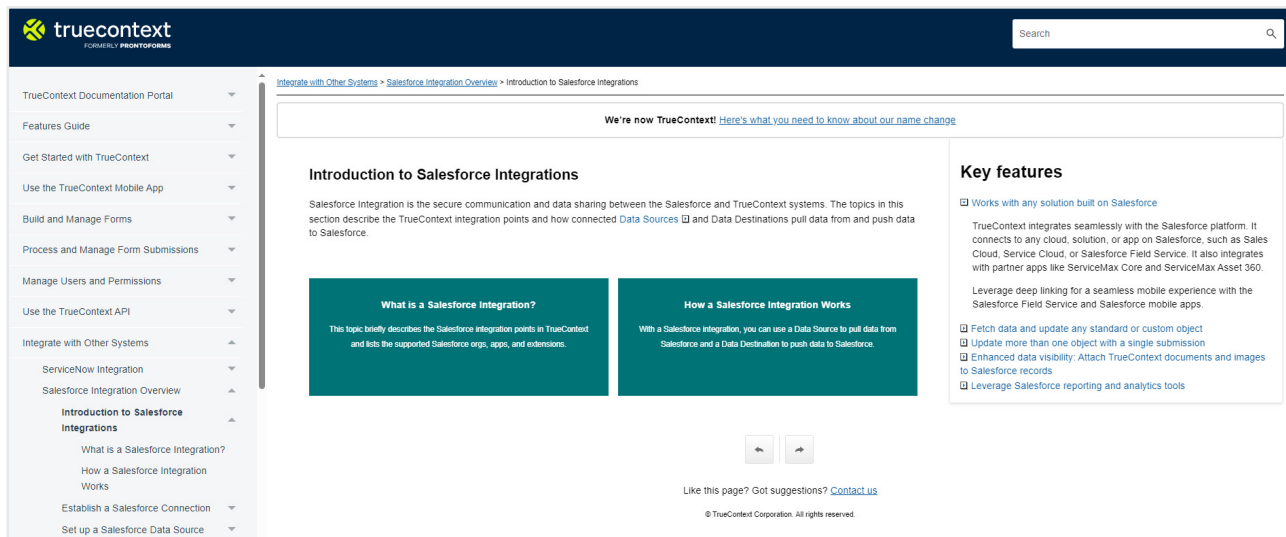 truecontext
FORMERLY PRONTOFORMS
Search
TrueContext Documentation Portal
Features Guide
Get Started with TrueContext
Use the TrueContext Mobile App
Build and Manage Forms
Process and Manage Form Submissions
Manage Users and Permissions
Use the TrueContext API
Integrate with Other Systems
ServiceNow Integration
Salesforce Integration Overview
Introduction to Salesforce
Integrations
What is a Salesforce Integration?
How a Salesforce Integration
Works
Establish a Salesforce Connection
Set up a Salesforce Data Source
Integrate with Other Systems > Salesforce Integration Overview > Introduction to Salesforce Integrations
We're now TrueContext! Here's what you need to know about our name change
Introduction to Salesforce Integrations
Salesforce Integration is the secure communication and data sharing between the Salesforce and TrueContext systems. The topics in this
section describe the TrueContext integration points and how connected Data Sources and Data Destinations pull data from and push data
to Salesforce.
What is a Salesforce Integration?
This topic briefly describes the Salesforce integration points in TrueContext
and lists the supported Salesforce orgs, apps, and extensions.
How a Salesforce Integration Works
With a Salesforce integration, you can use a Data Source to pull data from
Salesforce and a Data Destination to push data to Salesforce.
Like this page? Got suggestions? Contact us
© TrueContext Corporation. All rights reserved.
Key features
Works with any solution built on Salesforce
TrueContext integrates seamlessly with the Salesforce platform. It
connects to any cloud, solution, or app on Salesforce, such as Sales
Cloud, Service Cloud, or Salesforce Field Service. It also integrates
with partner apps like ServiceMax Core and ServiceMax Asset 360.
Leverage deep linking for a seamless mobile experience with the
Salesforce Field Service and Salesforce mobile apps.
Fetch data and update any standard or custom object
Update more than one object with a single submission
Enhanced data visibility: Attach TrueContext documents and images
to Salesforce records
Leverage Salesforce reporting and analytics tools